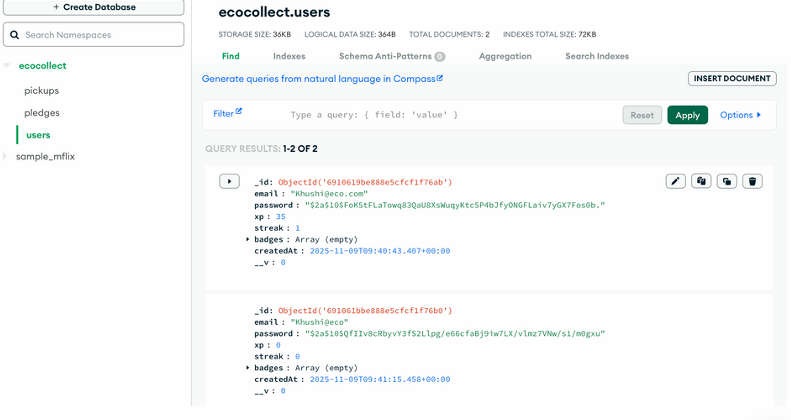 + Create Database
Search Namespaces
ecocollect
pickups
pledges
users
sample_mflix
ecocollect.users
STORAGE SIZE: 36KB LOGICAL DATA SIZE: 364B TOTAL DOCUMENTS: 2 INDEXES TOTAL SIZE: 72KB
Find Indexes Schema Anti-Patterns 0 Aggregation Search Indexes
Generate queries from natural language in Compass
INSERT DOCUMENT
Filter Type a query: { field: 'value' } Reset Apply Options
QUERY RESULTS: 1-2 OF 2
_id: ObjectId('6910619be888e5cfcf1f76ab')
email: "Khushi@eco.com"
password: "$2a$10$FoK5tFLaTowq83QaU8XsWuqyKtc5P4bJfyONGFLaiv7yGX7Fos0b."
xp: 35
streak: 1
badges: Array (empty)
createdAt: 2025-11-09T09:40:43.407+00:00
__v: 0
_id: ObjectId('691061bbe888e5cfcf1f76b0')
email: "Khushi@eco"
password: "$2a$10$QfIIv8cRbyvY3f52Llpg/e66cfaBj9iw7LX/vlmz7VNw/s1/m0gxu"
xp: 0
streak: 0
badges: Array (empty)
createdAt: 2025-11-09T09:41:15.458+00:00
__v: 0